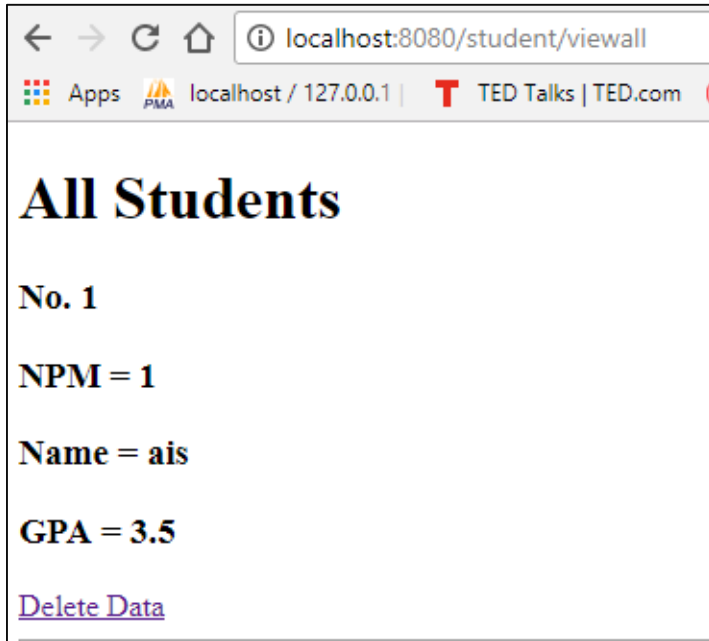 localhost:8080/student/viewall
Apps PMA localhost / 127.0.0.1 | T TED Talks | TED.com
All Students
No. 1
NPM = 1
Name = ais
GPA = 3.5
Delete Data